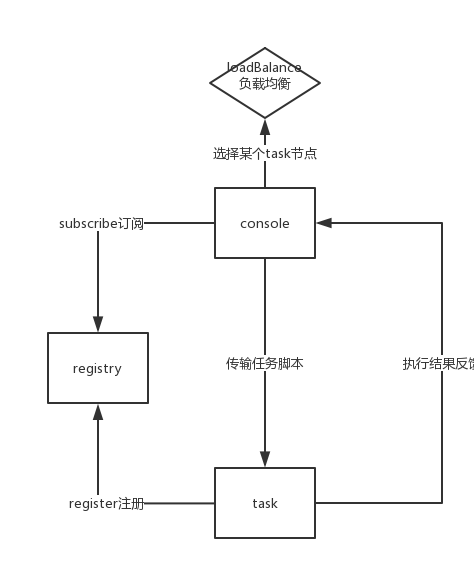 loadBalance
负载均衡
选择某个task节点
subscribe订阅
console
registry
传输任务脚本
执行结果反馈
register注册
task